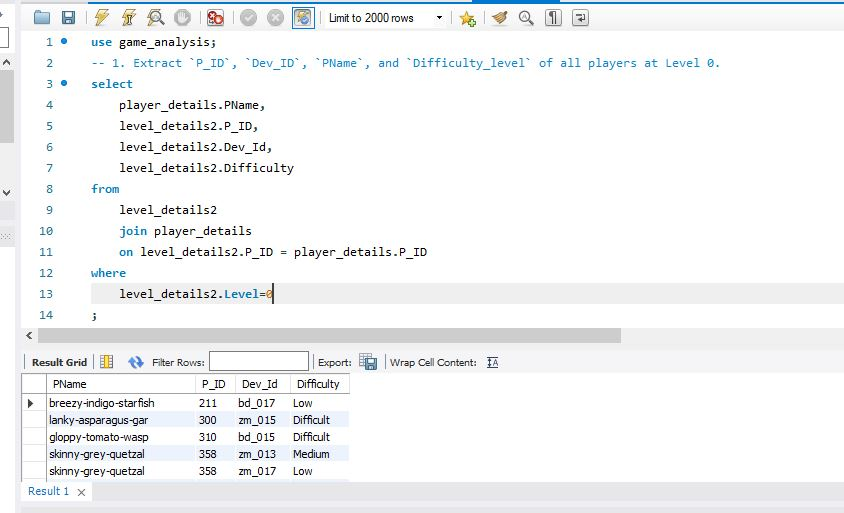 Limit to 2000 rows
1 use game_analysis;
2 -- 1. Extract `P_ID`, `Dev_ID`, `PName`, and `Difficulty_level` of all players at Level 0.
3 select
4 player_details.PName,
5 level_details2.P_ID,
6 level_details2.Dev_Id,
7 level_details2.Difficulty
8 from
9 level_details2
10 join player_details
11 on level_details2.P_ID = player_details.P_ID
12 where
13 level_details2.Level=0
14 ;
Result Grid Filter Rows: Export: Wrap Cell Content:
PName P_ID Dev_Id Difficulty
breezy-indigo-starfish 211 bd_017 Low
lanky-asparagus-gar 300 zm_015 Difficult
gloppy-tomato-wasp 310 bd_015 Difficult
skinny-grey-quetzal 358 zm_013 Medium
skinny-grey-quetzal 358 zm_017 Low
Result 1